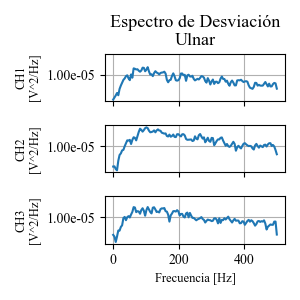 Espectro de Desviación
Ulnar
CH1
[V^2/Hz]
1.00e-05
CH2
[V^2/Hz]
1.00e-05
CH3
[V^2/Hz]
1.00e-05
0 200 400
Frecuencia [Hz]